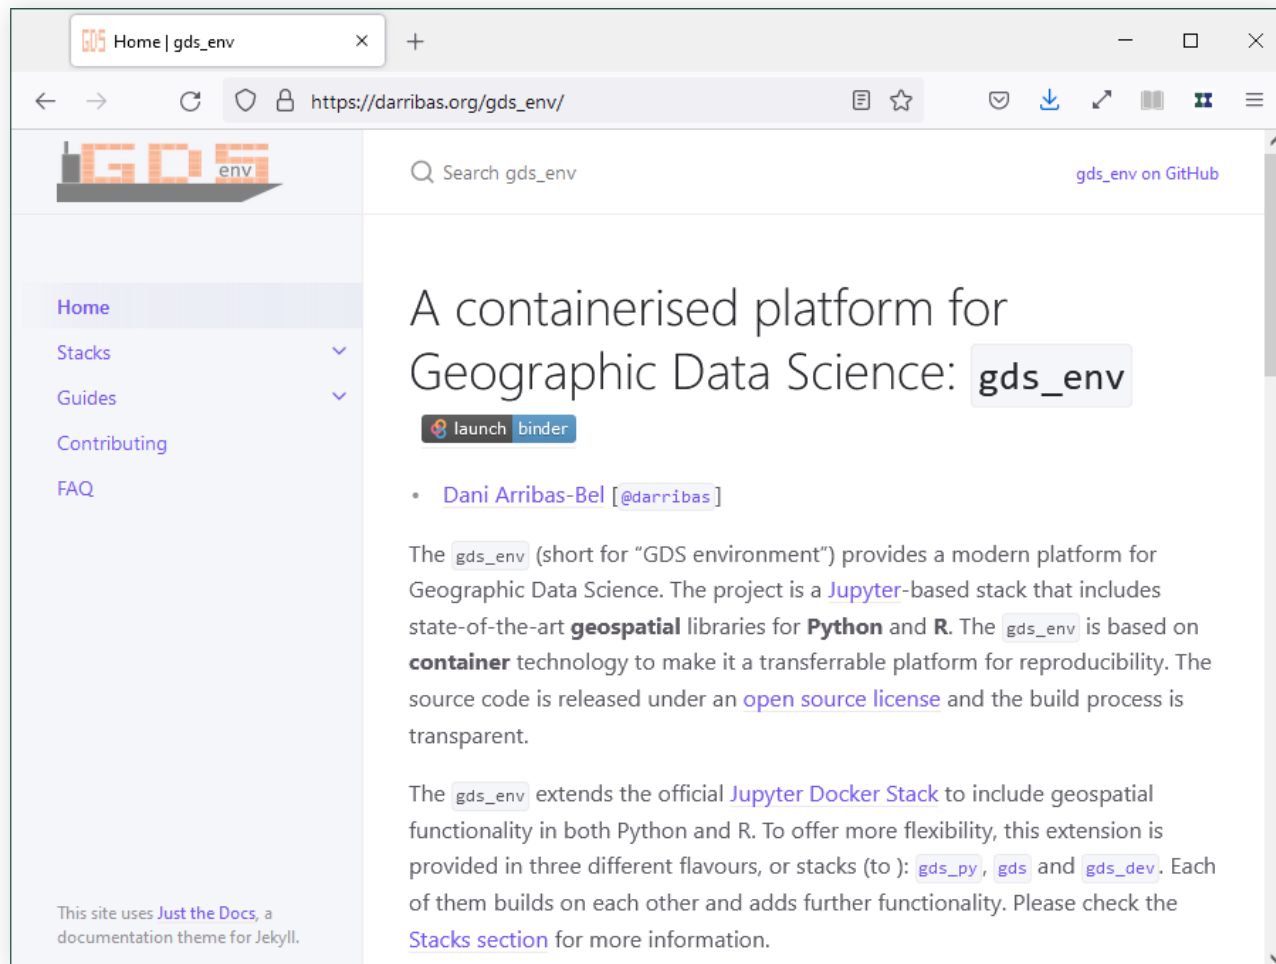 GDS Home | gds_env
https://darribas.org/gds_env/
GDS env
Search gds_env
gds_env on GitHub
Home
Stacks
Guides
Contributing
FAQ
This site uses Just the Docs, a
documentation theme for Jekyll.
A containerised platform for
Geographic Data Science: gds_env
launch binder
• Dani Arribas-Bel [@darribas]
The gds_env (short for “GDS environment”) provides a modern platform for
Geographic Data Science. The project is a Jupyter-based stack that includes
state-of-the-art geospatial libraries for Python and R. The gds_env is based on
container technology to make it a transferrable platform for reproducibility. The
source code is released under an open source license and the build process is
transparent.
The gds_env extends the official Jupyter Docker Stack to include geospatial
functionality in both Python and R. To offer more flexibility, this extension is
provided in three different flavours, or stacks (to ): gds_py, gds and gds_dev. Each
of them builds on each other and adds further functionality. Please check the
Stacks section for more information.